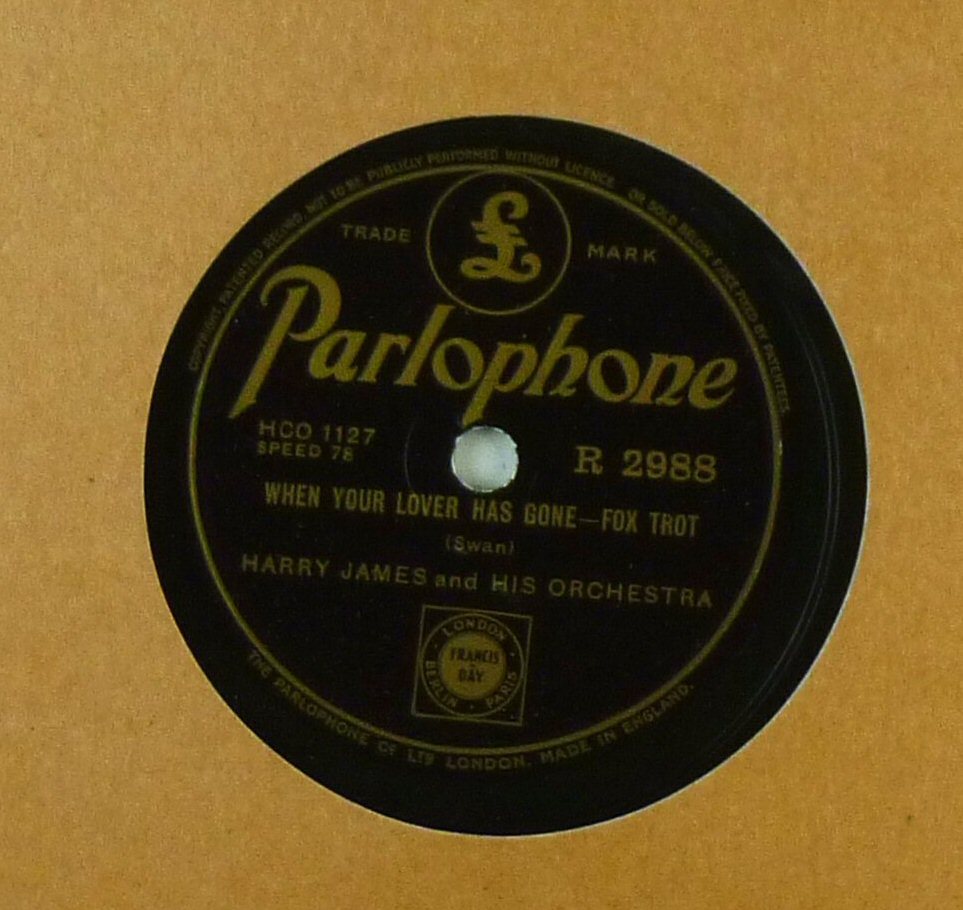 COPYRIGHT, PATENTED RECORD, NOT TO BE PUBLICLY PERFORMED WITHOUT LICENCE OR SOLD BELOW PRICE FIXED BY PATENTEES
£
TRADE MARK
Parlophone
HCO 1127
SPEED 78
R 2988
WHEN YOUR LOVER HAS GONE—FOX TROT
(Swan)
HARRY JAMES and HIS ORCHESTRA
LONDON
FRANCIS
DAY
BERLIN · PARIS
THE PARLOPHONE Co LTD LONDON. MADE IN ENGLAND.